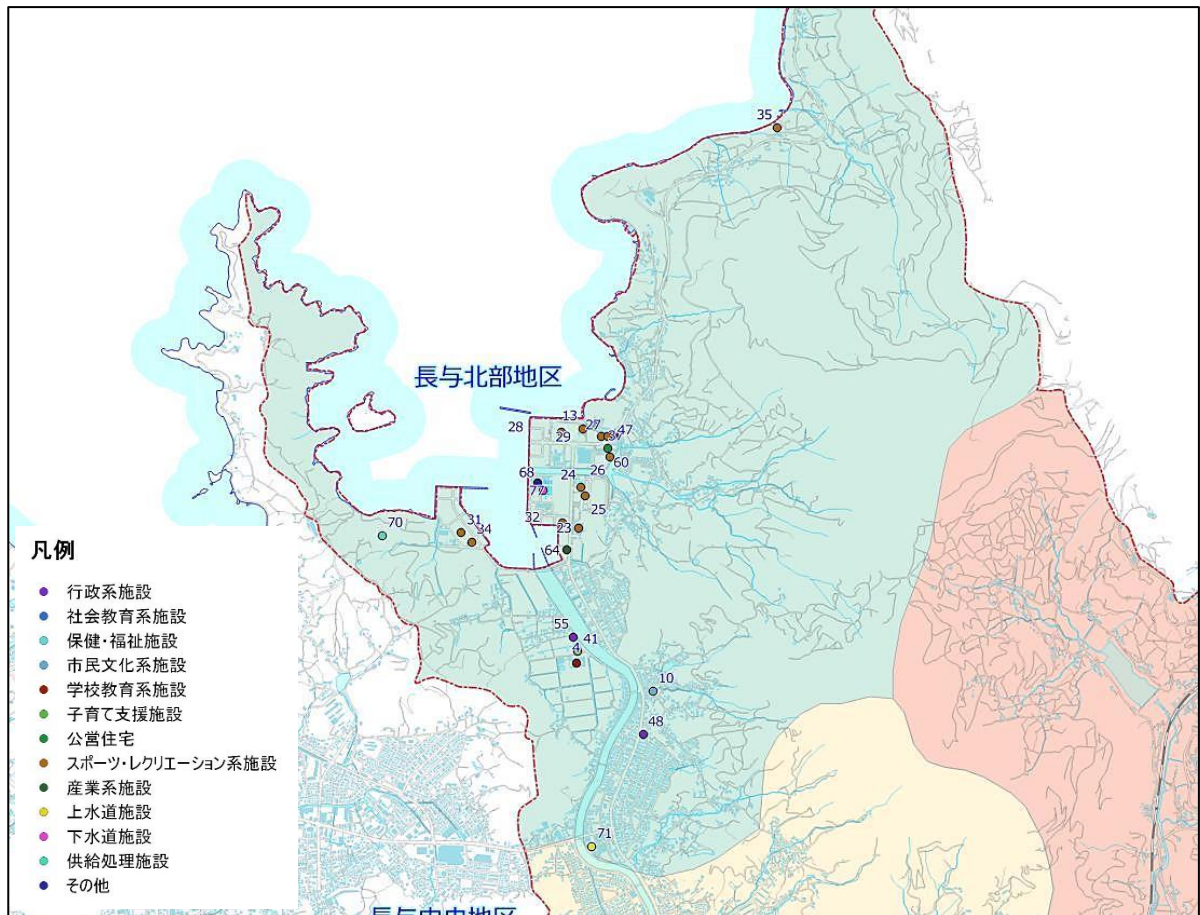 35
長与北部地区
28
13
27
29
47
60
68
24
26
77
25
32
23
64
70
31
34
55
41
4
10
48
71
凡例
行政系施設
社会教育系施設
保健・福祉施設
市民文化系施設
学校教育系施設
子育て支援施設
公営住宅
スポーツ・レクリエーション系施設
産業系施設
上水道施設
下水道施設
供給処理施設
その他